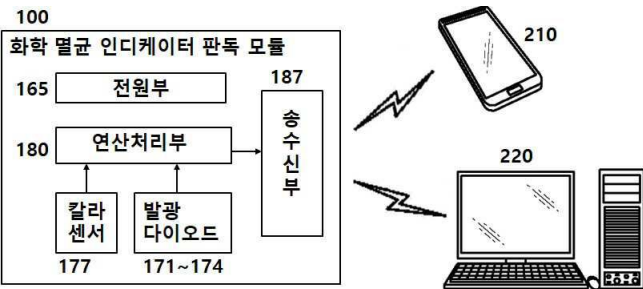 100
화학 멸균 인디케이터 판독 모듈
165
전원부
187
송
수
신
부
180
연산처리부
칼라
센서
발광
다이오드
177
171~174
210
220